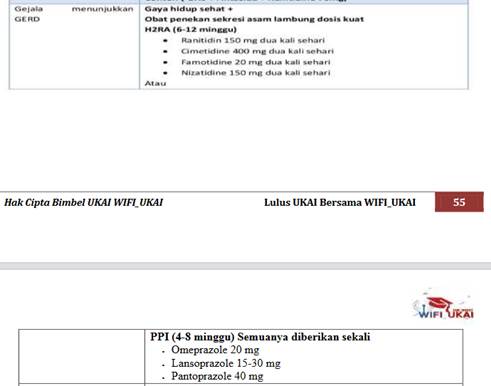 Gejala menunjukkan Gaya hidup sehat +
GERD Obat penekan sekresi asam lambung dosis kuat
H2RA (6-12 minggu)
• Ranitidin 150 mg dua kali sehari
• Cimetidine 400 mg dua kali sehari
• Famotidine 20 mg dua kali sehari
• Nizatidine 150 mg dua kali sehari
Atau
Hak Cipta Bimbel UKAI WIFI_UKAI Lulus UKAI Bersama WIFI_UKAI 55
WIFI UKAI
PPI (4-8 minggu) Semuanya diberikan sekali
• Omeprazole 20 mg
• Lansoprazole 15-30 mg
• Pantoprazole 40 mg